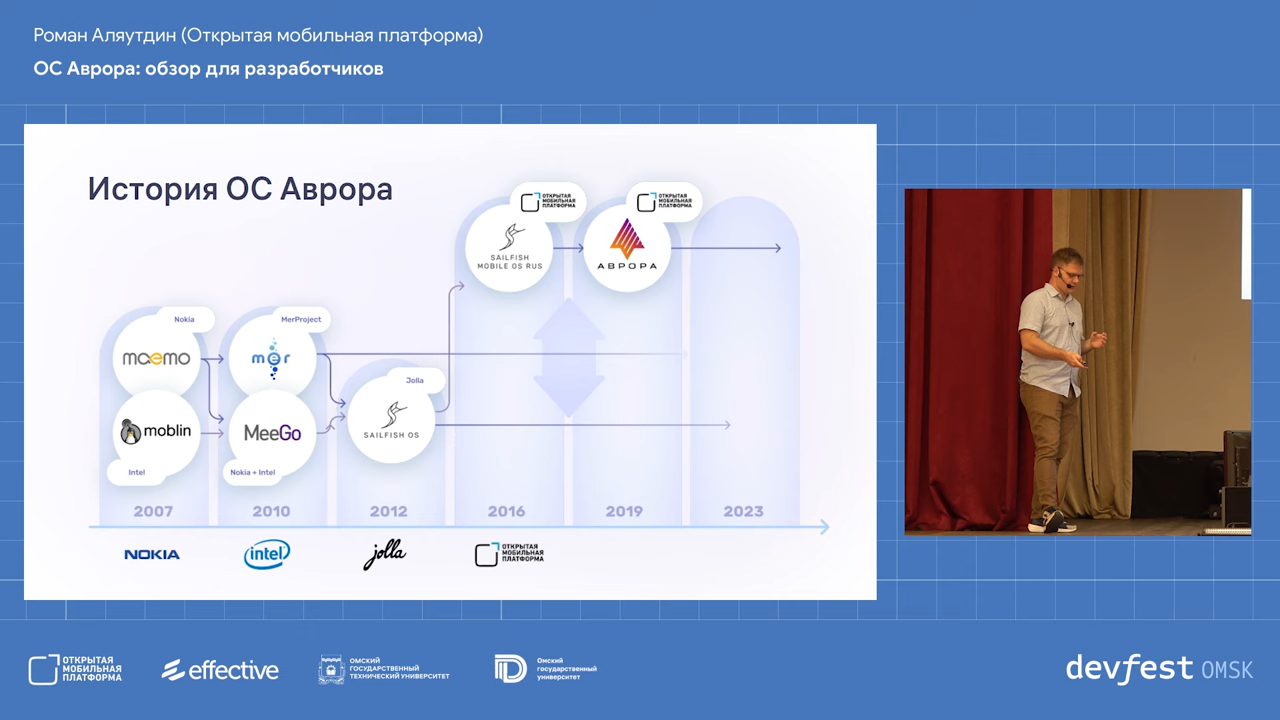 Роман Аляутдин (Открытая мобильная платформа)
ОС Аврора: обзор для разработчиков
История ОС Аврора
ОТКРЫТАЯ
МОБИЛЬНАЯ
ПЛАТФОРМА
ОТКРЫТАЯ
МОБИЛЬНАЯ
ПЛАТФОРМА
SAILFISH
MOBILE OS RUS
АВРОРА
Nokia
MerProject
maemo
mer
Jolla
moblin
MeeGo
SAILFISH OS
Intel
Nokia + Intel
2007
2010
2012
2016
2019
2023
NOKIA
intel
jolla
ОТКРЫТАЯ
МОБИЛЬНАЯ
ПЛАТФОРМА
ОТКРЫТАЯ
МОБИЛЬНАЯ
ПЛАТФОРМА
effective
ОМСКИЙ
ГОСУДАРСТВЕННЫЙ
ТЕХНИЧЕСКИЙ УНИВЕРСИТЕТ
Омский
государственный
университет
devfest OMSK